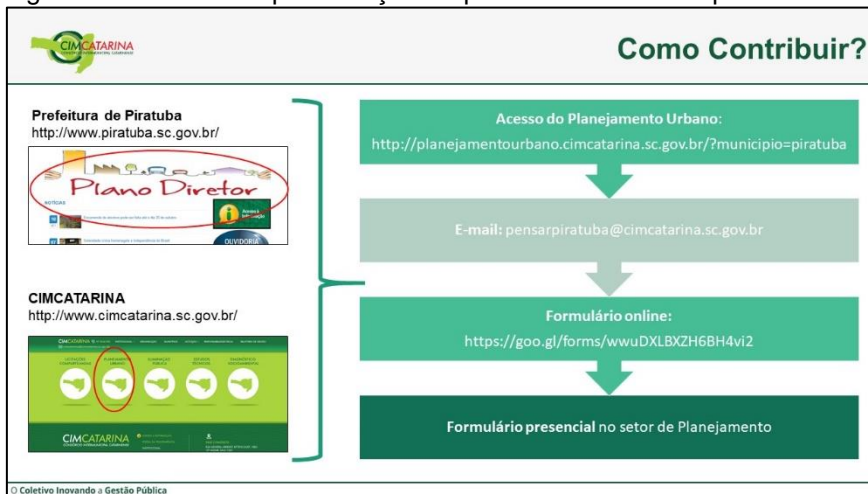 CIMCATARINA
Como Contribuir?
Prefeitura de Piratuba
http://www.piratuba.sc.gov.br/
Plano Diretor
NOTÍCIAS
OUVIDORIA
CIMCATARINA
http://www.cimcatarina.sc.gov.br/
CIMCATARINA
CIMCATARINA
Acesso do Planejamento Urbano:
http://planejamentourbano.cimcatarina.sc.gov.br/?municipio=piratuba
E-mail: pensarpiratuba@cimcatarina.sc.gov.br
Formulário online:
https://goo.gl/forms/wwuDXLBXZH6BH4vi2
Formulário presencial no setor de Planejamento
O Coletivo Inovando a Gestão Pública